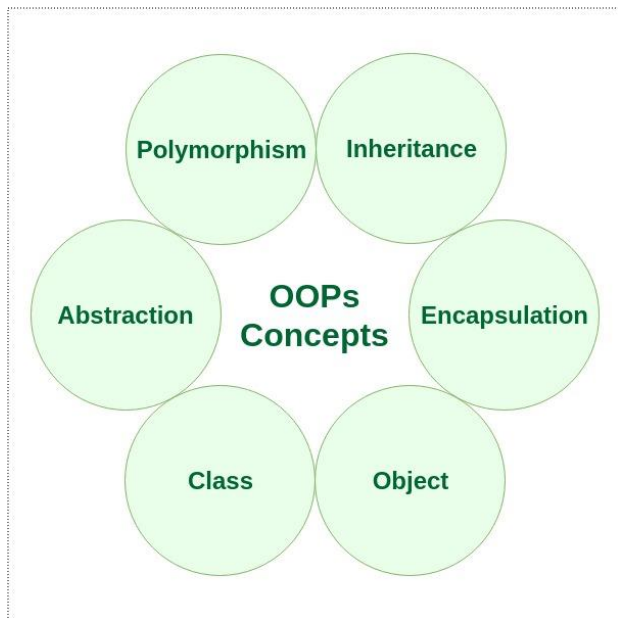 Polymorphism
Inheritance
Abstraction
OOPs
Concepts
Encapsulation
Class
Object